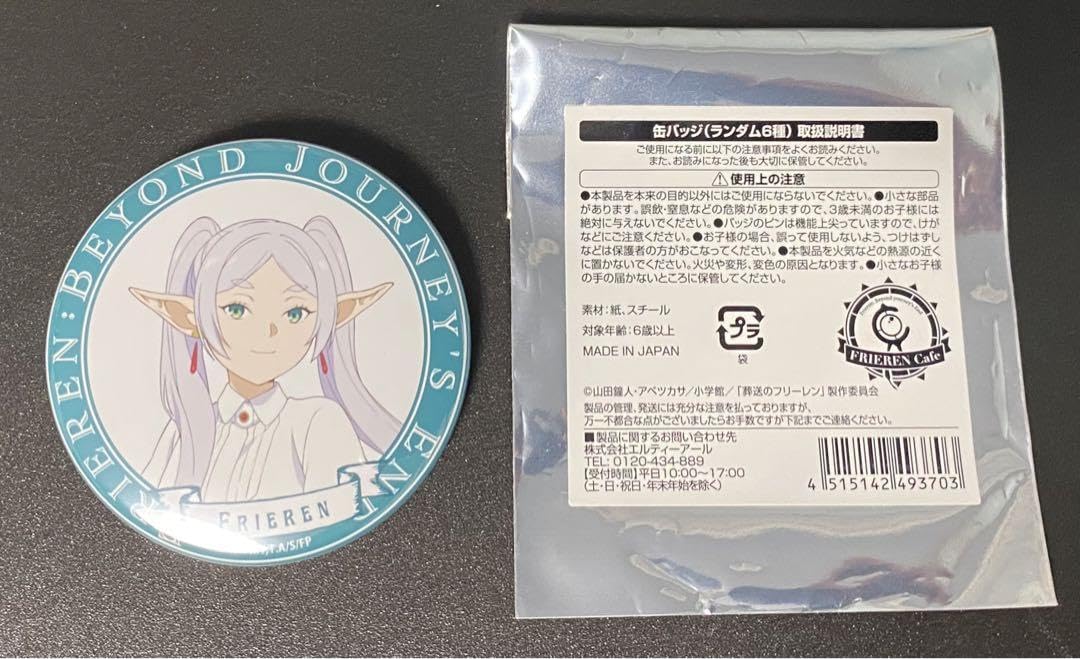 FRIEREN: BEYOND JOURNEY'S END
FRIEREN
T.A/S/FP
缶バッジ(ランダム6種) 取扱説明書
ご使用になる前に以下の注意事項をよくお読みください。
また、お読みになった後も大切に保管してください。
⚠使用上の注意
●本製品を本来の目的以外にはご使用にならないでください。●小さな部品
があります。誤飲・窒息などの危険がありますので、3歳未満のお子様には
絶対に与えないでください。●バッジのピンは機能上尖っていますので、けが
などにご注意ください。●お子様の場合、誤って使用しないよう、つけはずし
などは保護者の方がおこなってください。●本製品を火気などの熱源の近く
に置かないでください。火災や変形、変色の原因となります。●小さなお子様
の手の届かないところに保管してください。
素材:紙、スチール
対象年齢:6歳以上
MADE IN JAPAN
プラ
袋
Frieren: Beyond journey's End
FRIEREN Cafe
©山田鐘人・アベツカサ/小学館/「葬送のフリーレン」製作委員会
製品の管理、発送には充分な注意を払っておりますが、
万一不都合な点がございましたらお手数ですが下記までご連絡ください。
■製品に関するお問い合わせ先
株式会社エルティーアール
TEL: 0120-434-889
【受付時間】平日10:00~17:00
(土・日・祝日・年末年始を除く)
4 515142 493703